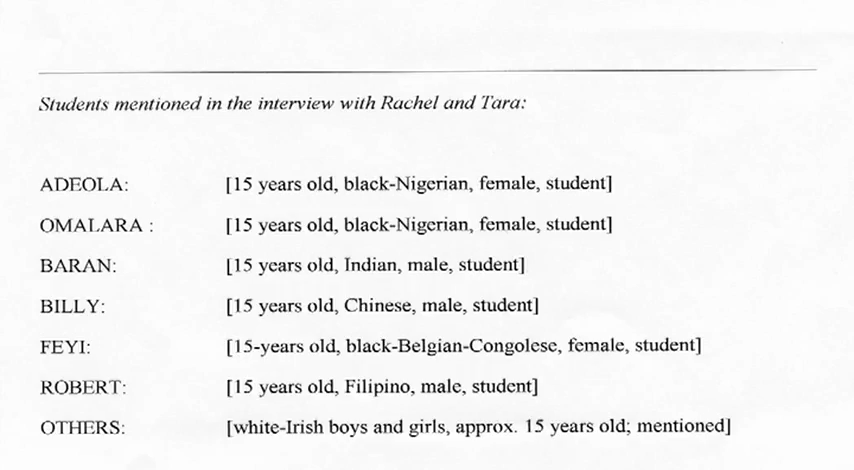 Students mentioned in the interview with Rachel and Tara:
ADEOLA: [15 years old, black-Nigerian, female, student]
OMALARA : [15 years old, black-Nigerian, female, student]
BARAN: [15 years old, Indian, male, student]
BILLY: [15 years old, Chinese, male, student]
FEYI: [15-years old, black-Belgian-Congolese, female, student]
ROBERT: [15 years old, Filipino, male, student]
OTHERS: [white-Irish boys and girls, approx. 15 years old; mentioned]